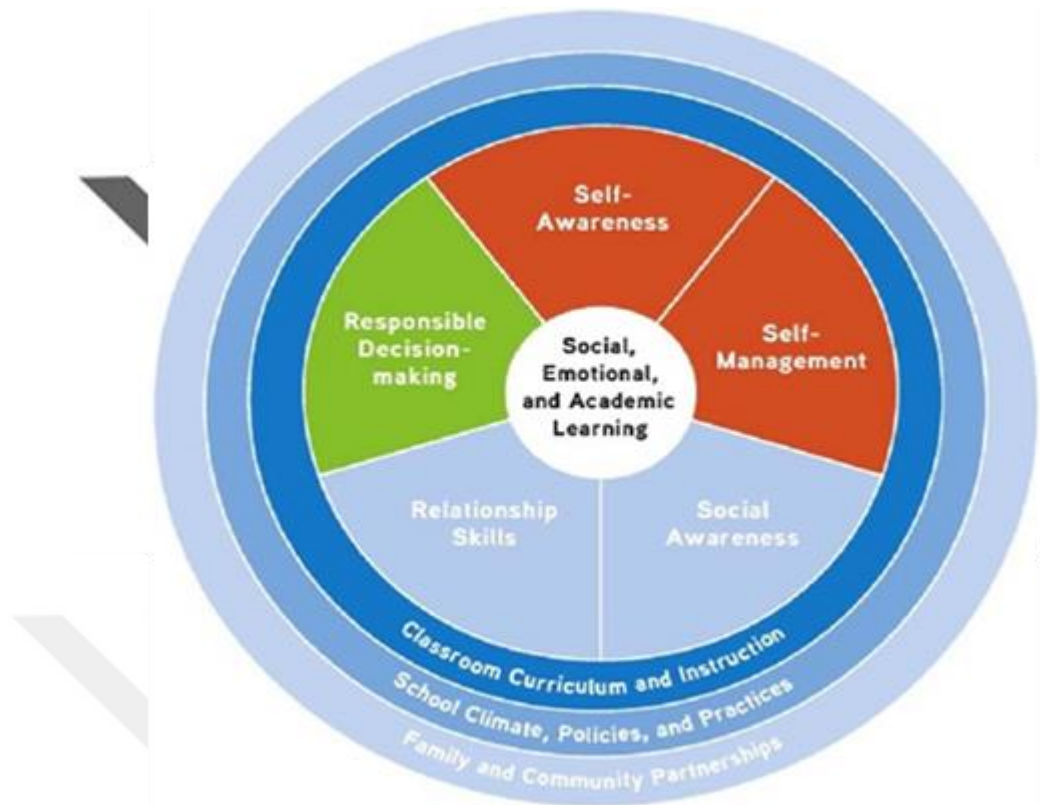 Self-
Awareness
Self-
Management
Responsible
Decision-
making
Social,
Emotional,
and Academic
Learning
Relationship
Skills
Social
Awareness
Classroom Curriculum and Instruction
School Climate, Policies, and Practices
Family and Community Partnerships